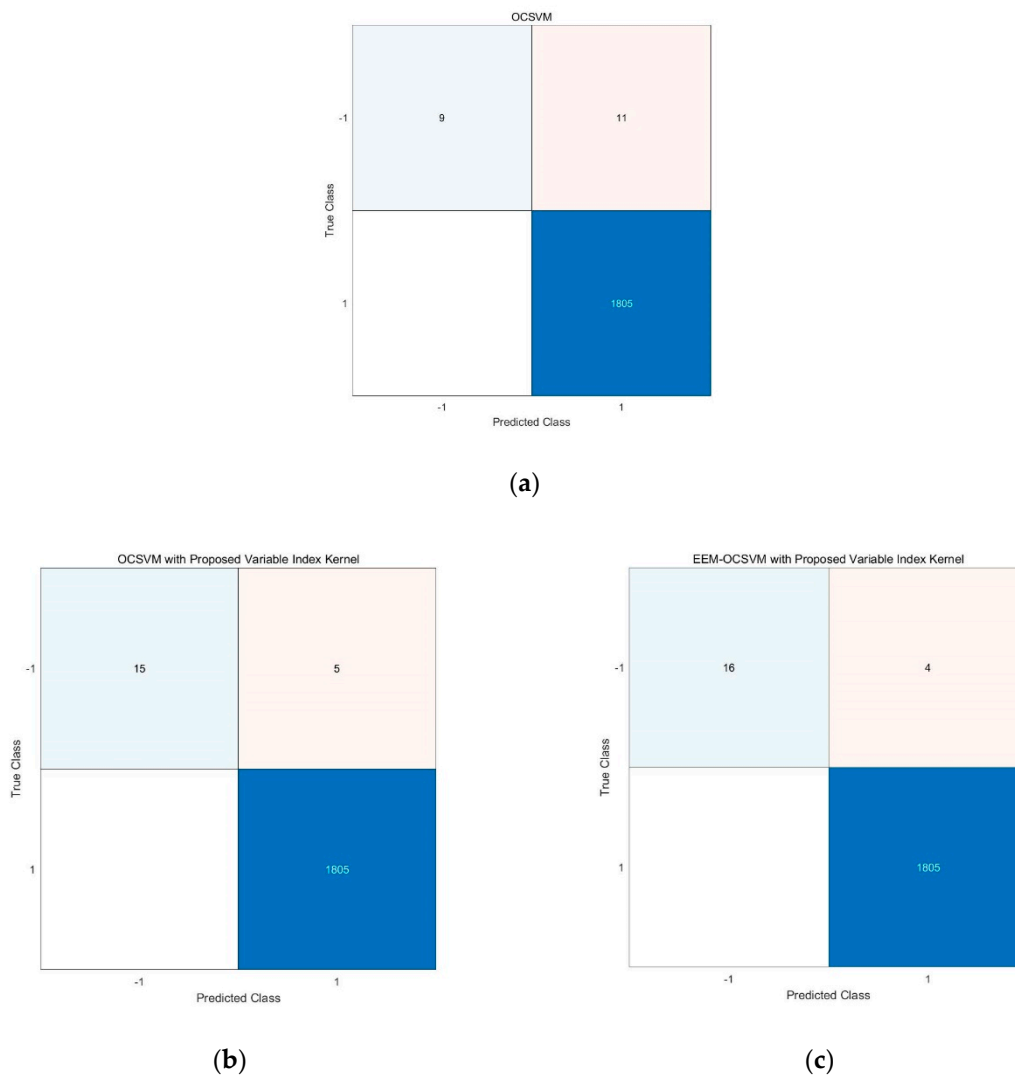 OCSVM
-1
9
11
True Class
1
1805
-1
1
Predicted Class
(a)
OCSVM with Proposed Variable Index Kernel
-1
15
5
True Class
1
1805
-1
1
Predicted Class
(b)
EEM-OCSVM with Proposed Variable Index Kernel
-1
16
4
True Class
1
1805
-1
1
Predicted Class
(c)